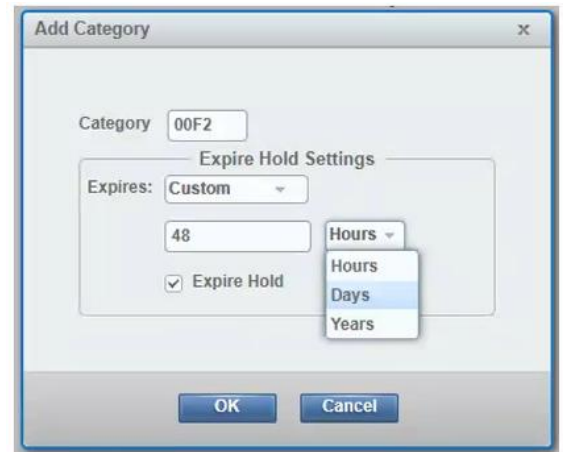 Add Category x
Category 00F2
Expire Hold Settings
Expires: Custom
48 Hours
Hours
Expire Hold
Days
Years
OK Cancel